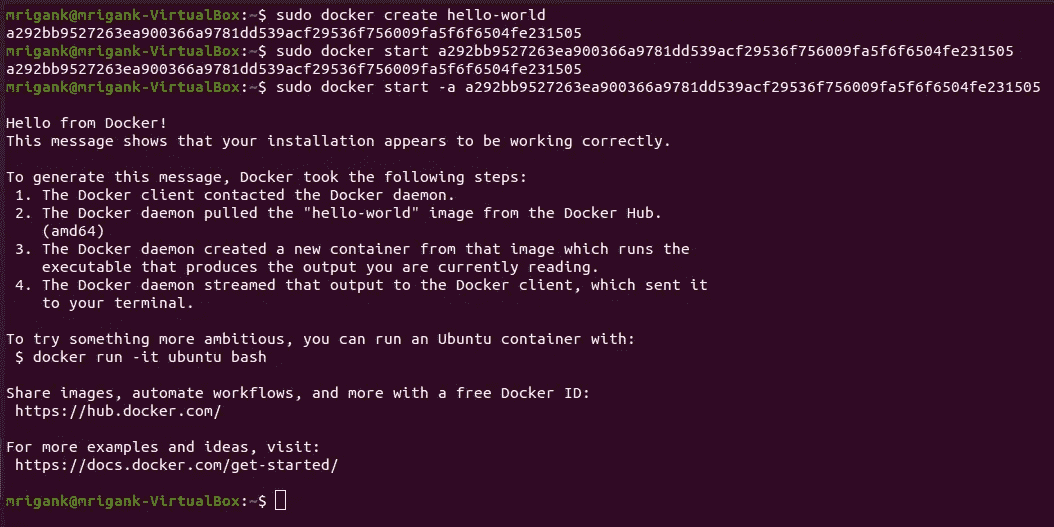 mrigank@mrigank-VirtualBox:~$ sudo docker create hello-world
a292bb9527263ea900366a9781dd539acf29536f756009fa5f6f6504fe231505
mrigank@mrigank-VirtualBox:~$ sudo docker start a292bb9527263ea900366a9781dd539acf29536f756009fa5f6f6504fe231505
a292bb9527263ea900366a9781dd539acf29536f756009fa5f6f6504fe231505
mrigank@mrigank-VirtualBox:~$ sudo docker start -a a292bb9527263ea900366a9781dd539acf29536f756009fa5f6f6504fe231505

Hello from Docker!
This message shows that your installation appears to be working correctly.

To generate this message, Docker took the following steps:
 1. The Docker client contacted the Docker daemon.
 2. The Docker daemon pulled the "hello-world" image from the Docker Hub.
    (amd64)
 3. The Docker daemon created a new container from that image which runs the
    executable that produces the output you are currently reading.
 4. The Docker daemon streamed that output to the Docker client, which sent it
    to your terminal.

To try something more ambitious, you can run an Ubuntu container with:
 $ docker run -it ubuntu bash

Share images, automate workflows, and more with a free Docker ID:
 https://hub.docker.com/

For more examples and ideas, visit:
 https://docs.docker.com/get-started/

mrigank@mrigank-VirtualBox:~$